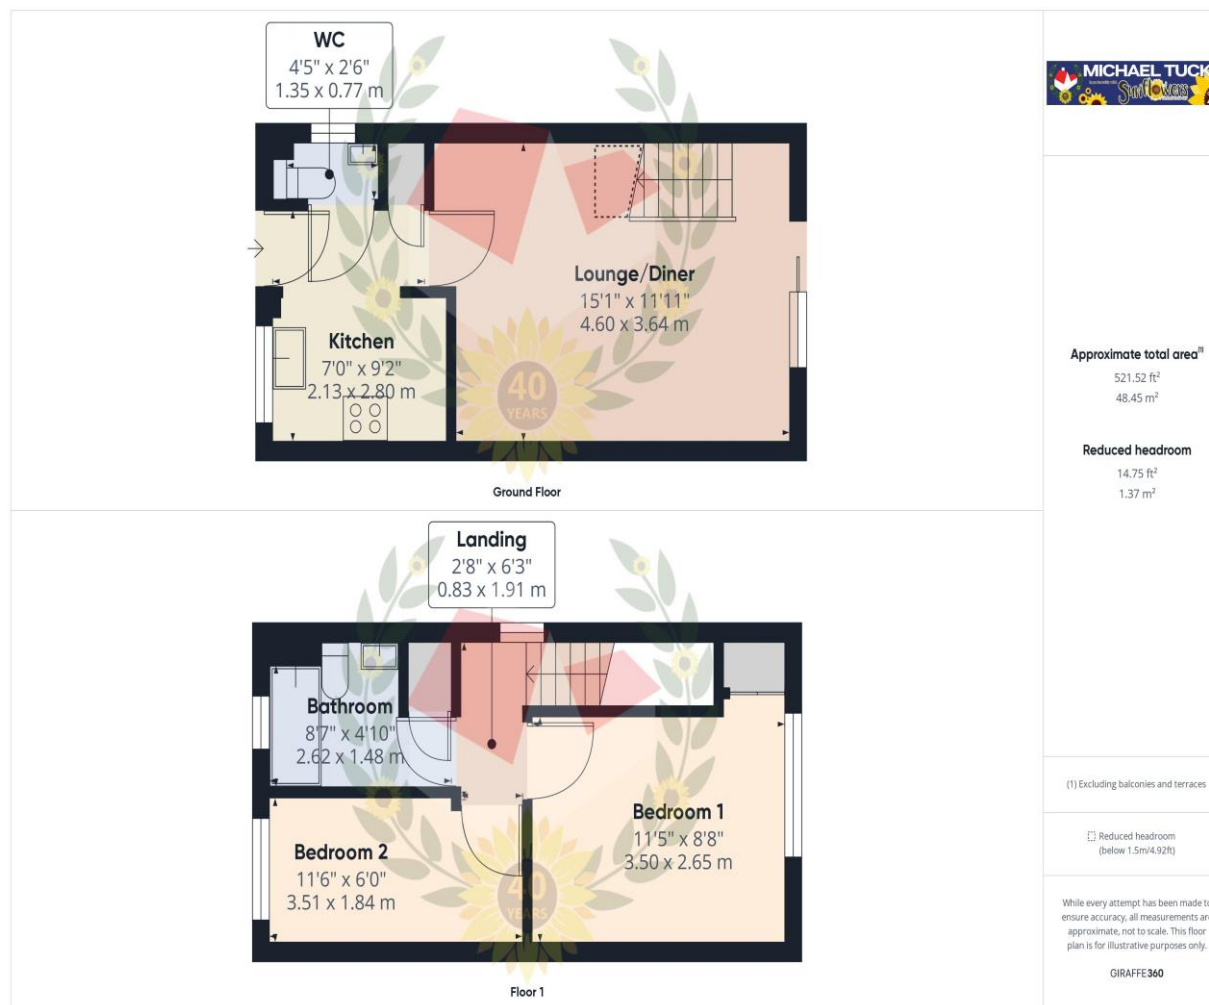 WC
4'5" x 2'6"
1.35 x 0.77 m
Lounge/Diner
15'1" x 11'11"
4.60 x 3.64 m
Kitchen
7'0" x 9'2"
2.13 x 2.80 m
40
YEARS
Ground Floor
Landing
2'8" x 6'3"
0.83 x 1.91 m
Bathroom
8'7" x 4'10"
2.62 x 1.48 m
Bedroom 1
11'5" x 8'8"
3.50 x 2.65 m
Bedroom 2
11'6" x 6'0"
3.51 x 1.84 m
40
YEARS
Floor 1
MICHAEL TUCK
Sunflowers
Approximate total area(1)
521.52 ft²
48.45 m²
Reduced headroom
14.75 ft²
1.37 m²
(1) Excluding balconies and terraces
Reduced headroom
(below 1.5m/4.92ft)
While every attempt has been made to
ensure accuracy, all measurements are
approximate, not to scale. This floor
plan is for illustrative purposes only.
GIRAFFE360